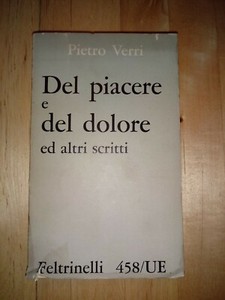 Pietro Verri
Del piacere
e
del dolore
ed altri scritti
Feltrinelli 458/UE